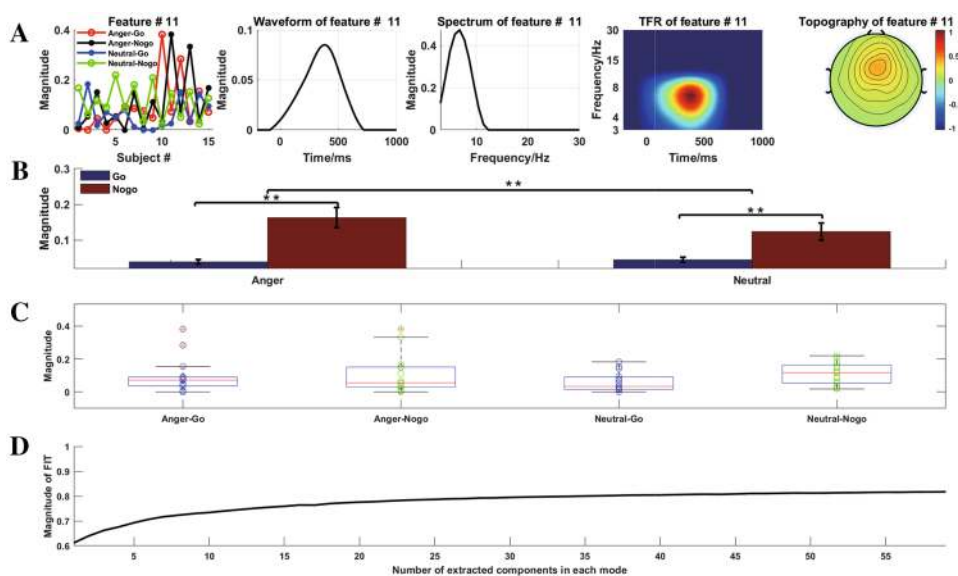 A
Feature # 11
Waveform of feature # 11
Spectrum of feature # 11
TFR of feature # 11
Topography of feature # 11
Magnitude
0.4
0.2
0
Anger-Go
Anger-Nogo
Neutral-Go
Neutral-Nogo
5 10 15
Subject #
Magnitude
0.1
0.05
0
0 500 1000
Time/ms
Magnitude
0.4
0.2
0
0 10 20 30
Frequency/Hz
Frequency/Hz
30
15
8
4
3
0 500 1000
Time/ms
1
0.5
0
-0.5
-1
B
Magnitude
0.3
0.2
0.1
Go
Nogo
**
**
**
Anger
Neutral
C
Magnitude
0.4
0.2
0
Anger-Go
Anger-Nogo
Neutral-Go
Neutral-Nogo
D
Magnitude of FIT
1
0.9
0.8
0.7
0.6
5 10 15 20 25 30 35 40 45 50 55
Number of extracted components in each mode